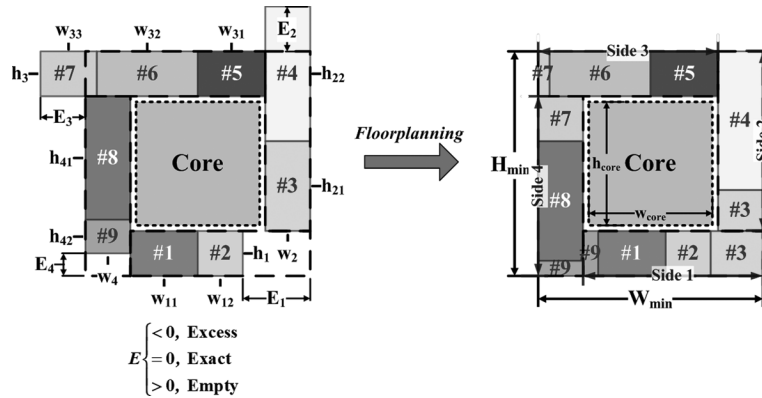 w33 w32 w31 E2
h3 #7 #6 #5 #4 h22
E3
h41 #8 Core #3 h21
h42 #9 #1 #2 h1 w2
E4 w4 w11 w12 E1
E { < 0, Excess
= 0, Exact
> 0, Empty
Floorplanning
Side 3
#7 #6 #5
#7 #4 Side 2
Hmin hcore Core
Side 4 #8 wcore #3
#9 #9 #1 #2 #3
Side 1
Wmin